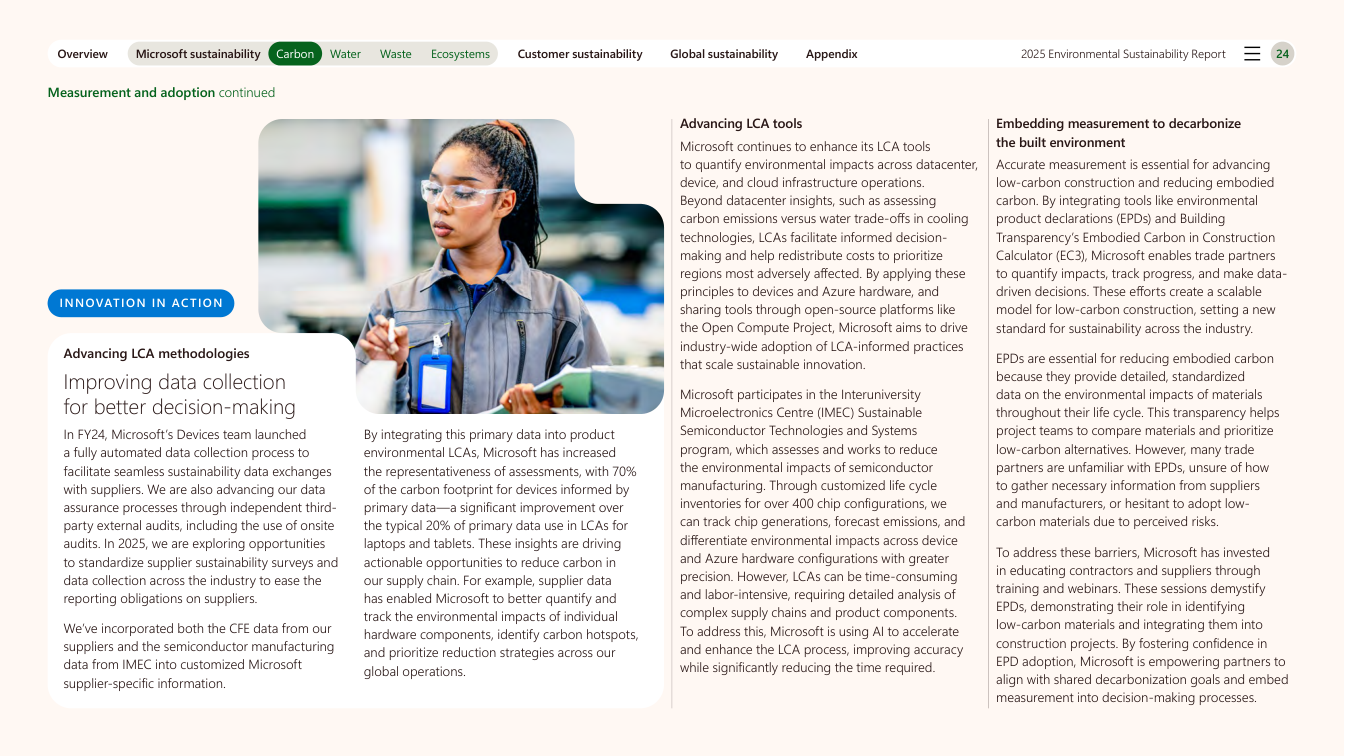 Overview
Microsoft sustainability
Carbon
Water
Waste
Ecosystems
Customer sustainability
Global sustainability
Appendix
2025 Environmental Sustainability Report
24
Measurement and adoption continued
INNOVATION IN ACTION
Advancing LCA methodologies
Improving data collection
for better decision-making
In FY24, Microsoft's Devices team launched
a fully automated data collection process to
facilitate seamless sustainability data exchanges
with suppliers. We are also advancing our data
assurance processes through independent third-
party external audits, including the use of onsite
audits. In 2025, we are exploring opportunities
to standardize supplier sustainability surveys and
data collection across the industry to ease the
reporting obligations on suppliers.
We've incorporated both the CFE data from our
suppliers and the semiconductor manufacturing
data from IMEC into customized Microsoft
supplier-specific information.
By integrating this primary data into product
environmental LCAs, Microsoft has increased
the representativeness of assessments, with 70%
of the carbon footprint for devices informed by
primary data—a significant improvement over
the typical 20% of primary data use in LCAs for
laptops and tablets. These insights are driving
actionable opportunities to reduce carbon in
our supply chain. For example, supplier data
has enabled Microsoft to better quantify and
track the environmental impacts of individual
hardware components, identify carbon hotspots,
and prioritize reduction strategies across our
global operations.
Advancing LCA tools
Microsoft continues to enhance its LCA tools
to quantify environmental impacts across datacenter,
device, and cloud infrastructure operations.
Beyond datacenter insights, such as assessing
carbon emissions versus water trade-offs in cooling
technologies, LCAs facilitate informed decision-
making and help redistribute costs to prioritize
regions most adversely affected. By applying these
principles to devices and Azure hardware, and
sharing tools through open-source platforms like
the Open Compute Project, Microsoft aims to drive
industry-wide adoption of LCA-informed practices
that scale sustainable innovation.
Microsoft participates in the Interuniversity
Microelectronics Centre (IMEC) Sustainable
Semiconductor Technologies and Systems
program, which assesses and works to reduce
the environmental impacts of semiconductor
manufacturing. Through customized life cycle
inventories for over 400 chip configurations, we
can track chip generations, forecast emissions, and
differentiate environmental impacts across device
and Azure hardware configurations with greater
precision. However, LCAs can be time-consuming
and labor-intensive, requiring detailed analysis of
complex supply chains and product components.
To address this, Microsoft is using AI to accelerate
and enhance the LCA process, improving accuracy
while significantly reducing the time required.
Embedding measurement to decarbonize
the built environment
Accurate measurement is essential for advancing
low-carbon construction and reducing embodied
carbon. By integrating tools like environmental
product declarations (EPDs) and Building
Transparency's Embodied Carbon in Construction
Calculator (EC3), Microsoft enables trade partners
to quantify impacts, track progress, and make data-
driven decisions. These efforts create a scalable
model for low-carbon construction, setting a new
standard for sustainability across the industry.
EPDs are essential for reducing embodied carbon
because they provide detailed, standardized
data on the environmental impacts of materials
throughout their life cycle. This transparency helps
project teams to compare materials and prioritize
low-carbon alternatives. However, many trade
partners are unfamiliar with EPDs, unsure of how
to gather necessary information from suppliers
and manufacturers, or hesitant to adopt low-
carbon materials due to perceived risks.
To address these barriers, Microsoft has invested
in educating contractors and suppliers through
training and webinars. These sessions demystify
EPDs, demonstrating their role in identifying
low-carbon materials and integrating them into
construction projects. By fostering confidence in
EPD adoption, Microsoft is empowering partners to
align with shared decarbonization goals and embed
measurement into decision-making processes.